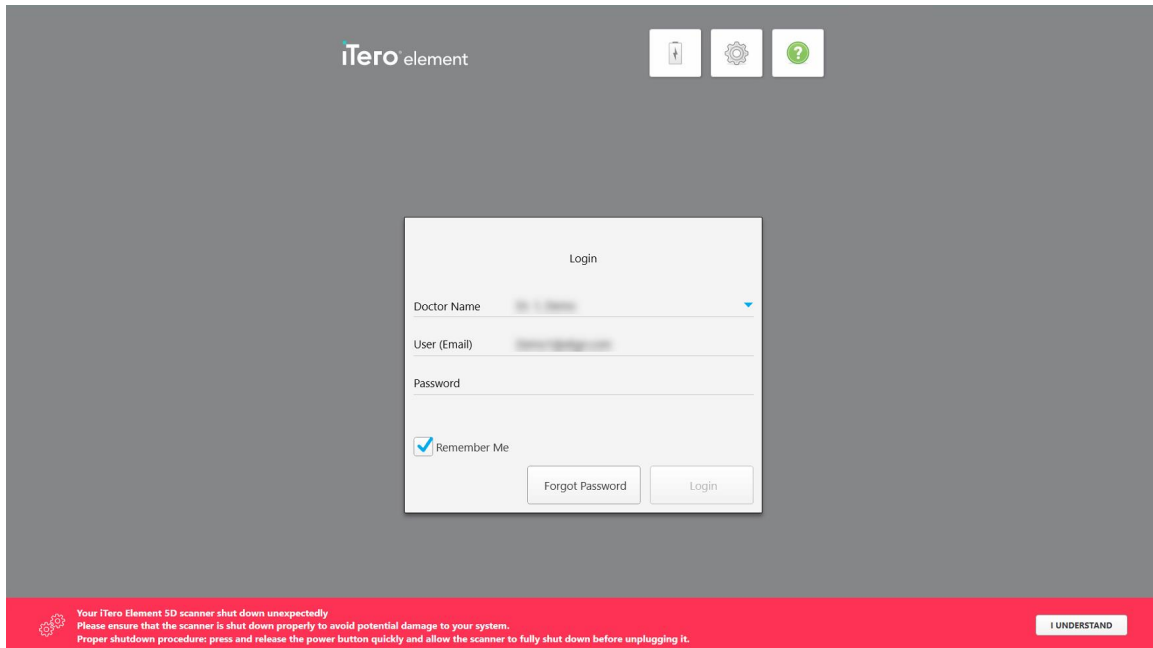 iTero element
Login
Doctor Name
User (Email)
Password
Remember Me
Forgot Password
Login
Your iTero Element 5D scanner shut down unexpectedly
Please ensure that the scanner is shut down properly to avoid potential damage to your system.
Proper shutdown procedure: press and release the power button quickly and allow the scanner to fully shut down before unplugging it.
I UNDERSTAND